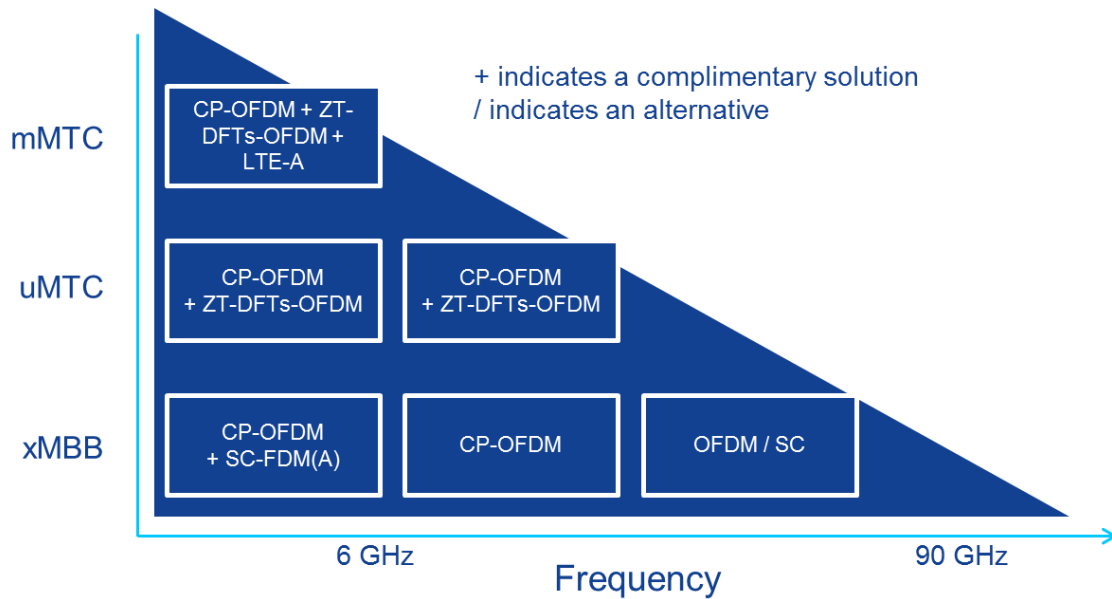 + indicates a complimentary solution
/ indicates an alternative
mMTC
CP-OFDM + ZT-
DFTs-OFDM +
LTE-A
uMTC
CP-OFDM
+ ZT-DFTs-OFDM
CP-OFDM
+ ZT-DFTs-OFDM
xMBB
CP-OFDM
+ SC-FDM(A)
CP-OFDM
OFDM / SC
6 GHz
90 GHz
Frequency